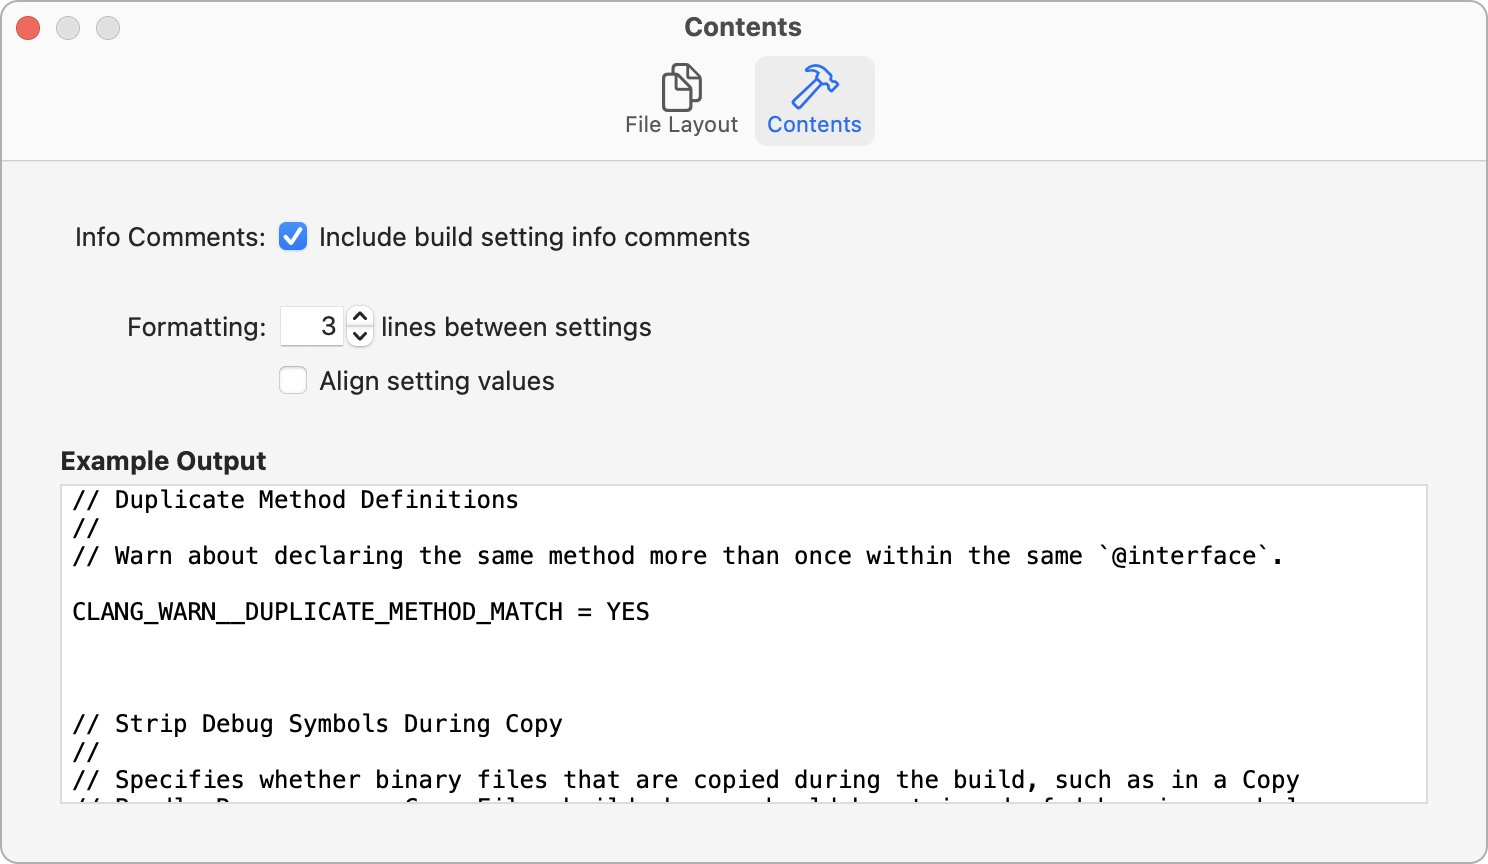 Contents
File Layout
Contents
Info Comments: Include build setting info comments
Formatting: 3 lines between settings
Align setting values
Example Output
// Duplicate Method Definitions
//
// Warn about declaring the same method more than once within the same `@interface`.
CLANG_WARN__DUPLICATE_METHOD_MATCH = YES
// Strip Debug Symbols During Copy
//
// Specifies whether binary files that are copied during the build, such as in a Copy